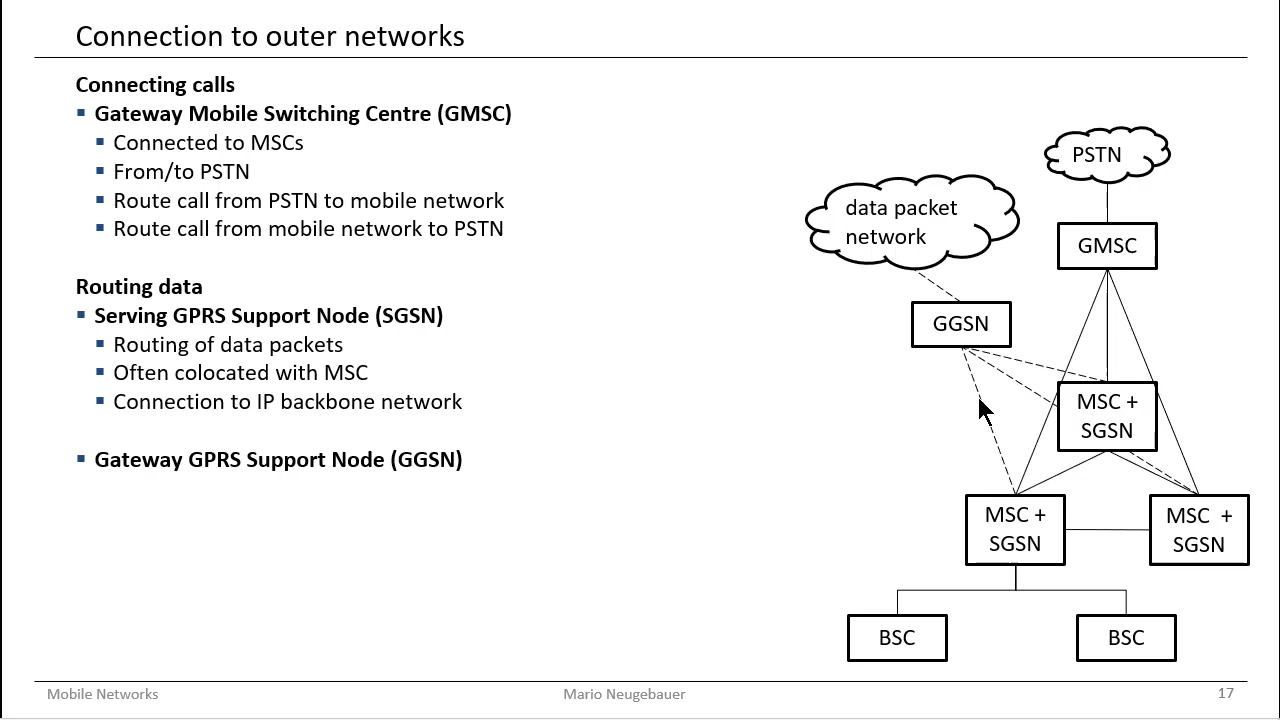 Connection to outer networks
Connecting calls
Gateway Mobile Switching Centre (GMSC)
Connected to MSCs
From/to PSTN
Route call from PSTN to mobile network
Route call from mobile network to PSTN
Routing data
Serving GPRS Support Node (SGSN)
Routing of data packets
Often colocated with MSC
Connection to IP backbone network
Gateway GPRS Support Node (GGSN)
PSTN
data packet
network
GMSC
GGSN
MSC +
SGSN
MSC +
SGSN
MSC +
SGSN
BSC
BSC
Mobile Networks
Mario Neugebauer
17